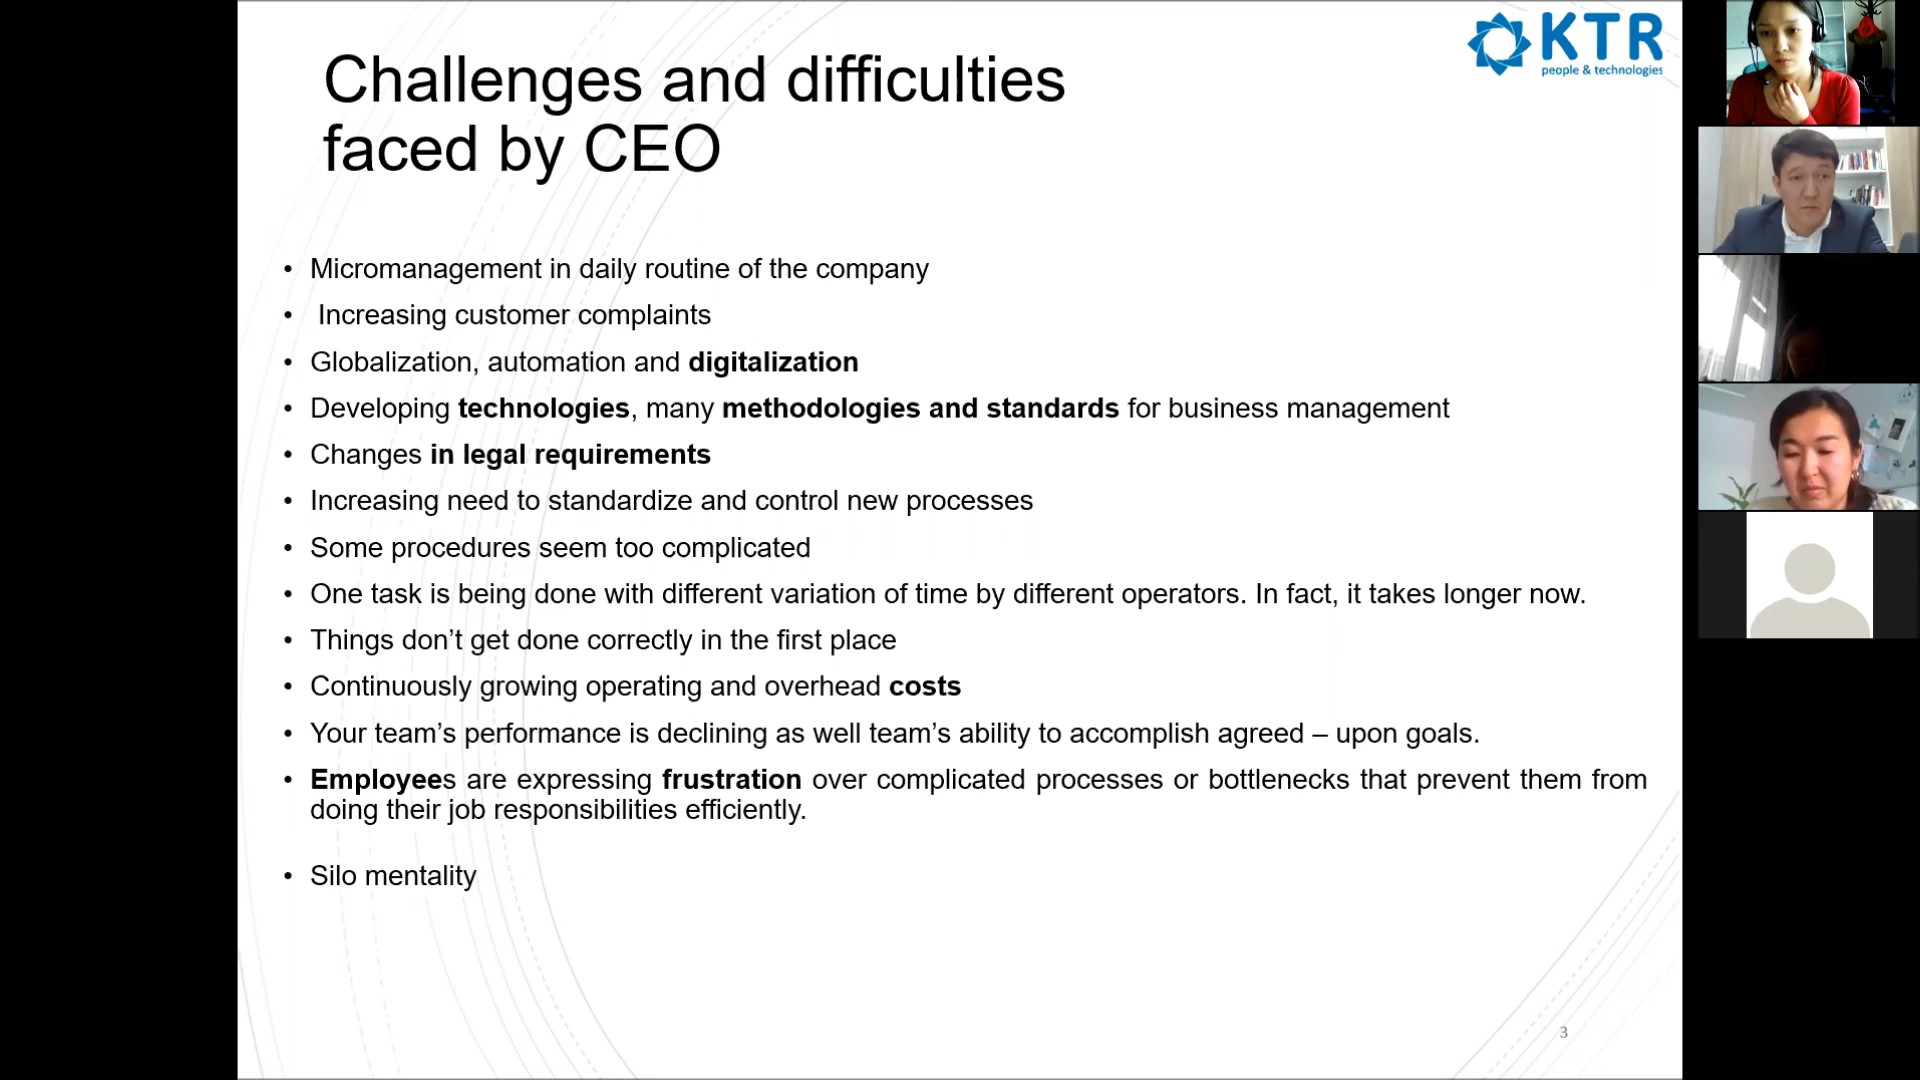 KTR
people & technologies
Challenges and difficulties
faced by CEO
• Micromanagement in daily routine of the company
• Increasing customer complaints
• Globalization, automation and digitalization
• Developing technologies, many methodologies and standards for business management
• Changes in legal requirements
• Increasing need to standardize and control new processes
• Some procedures seem too complicated
• One task is being done with different variation of time by different operators. In fact, it takes longer now.
• Things don’t get done correctly in the first place
• Continuously growing operating and overhead costs
• Your team’s performance is declining as well team’s ability to accomplish agreed – upon goals.
• Employees are expressing frustration over complicated processes or bottlenecks that prevent them from
doing their job responsibilities efficiently.
• Silo mentality
3